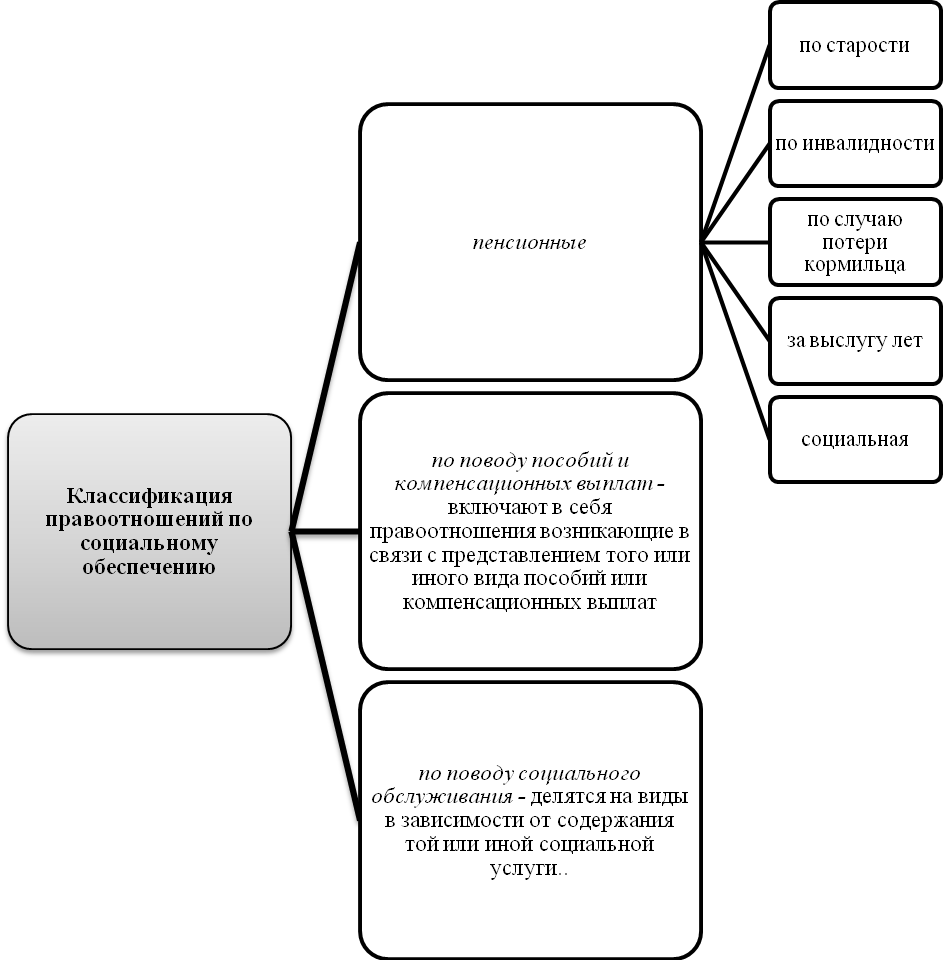 Классификация
правоотношений по
социальному
обеспечению
пенсионные
по старости
по инвалидности
по случаю
потери
кормильца
за выслугу лет
социальная
по поводу пособий и
компенсационных выплат -
включают в себя
правоотношения возникающие в
связи с представлением того или
иного вида пособий или
компенсационных выплат
по поводу социального
обслуживания - делятся на виды
в зависимости от содержания
той или иной социальной
услуги..